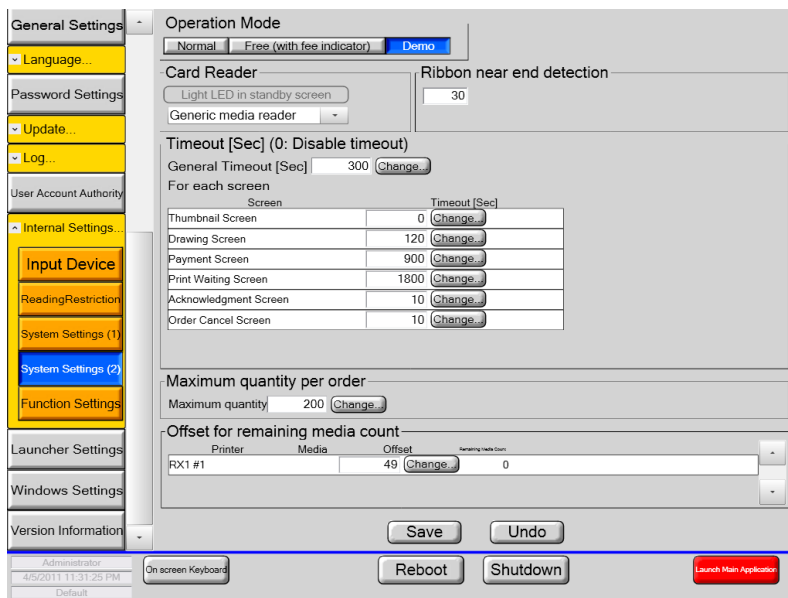 General Settings
Language...
Password Settings
Update...
Log...
User Account Authority
Internal Settings...
Input Device
ReadingRestriction
System Settings (1)
System Settings (2)
Function Settings
Launcher Settings
Windows Settings
Version Information
Operation Mode
Normal Free (with fee indicator) Demo
Card Reader
Light LED in standby screen
Generic media reader
Ribbon near end detection
30
Timeout [Sec] (0: Disable timeout)
General Timeout [Sec] 300 Change...
For each screen
Screen Timeout [Sec]
Thumbnail Screen 0 Change...
Drawing Screen 120 Change...
Payment Screen 900 Change...
Print Waiting Screen 1800 Change...
Acknowledgment Screen 10 Change...
Order Cancel Screen 10 Change...
Maximum quantity per order
Maximum quantity 200 Change...
Offset for remaining media count
Printer Media Offset Remaining Media Count
RX1 #1 49 Change... 0
Save Undo
Administrator
4/5/2011 11:31:25 PM
Default
On screen Keyboard
Reboot Shutdown
Launch Main Application